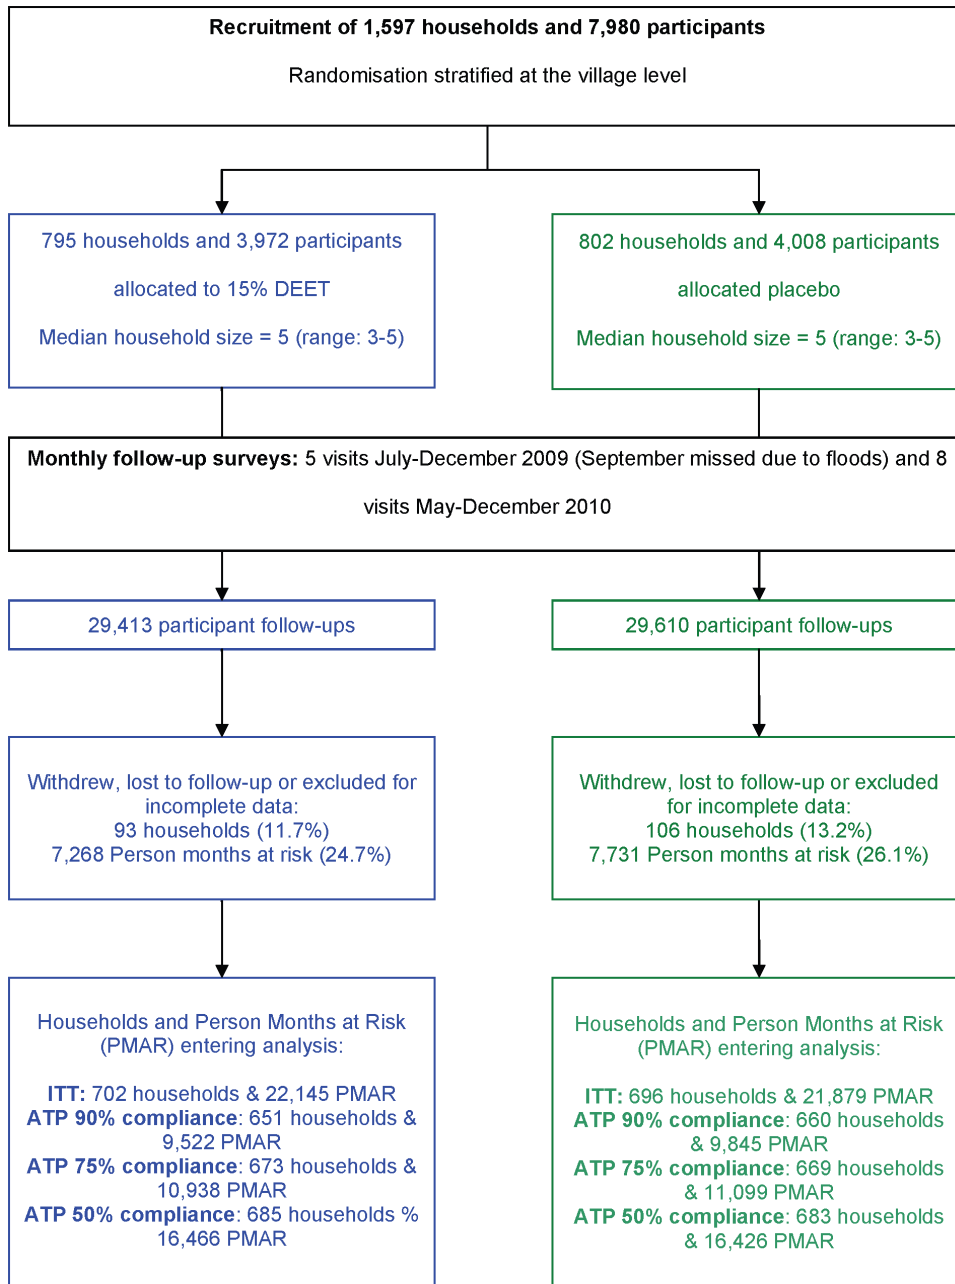 Recruitment of 1,597 households and 7,980 participants
Randomisation stratified at the village level
795 households and 3,972 participants
allocated to 15% DEET
Median household size = 5 (range: 3-5)
802 households and 4,008 participants
allocated placebo
Median household size = 5 (range: 3-5)
Monthly follow-up surveys: 5 visits July-December 2009 (September missed due to floods) and 8
visits May-December 2010
29,413 participant follow-ups
29,610 participant follow-ups
Withdrew, lost to follow-up or excluded for
incomplete data:
93 households (11.7%)
7,268 Person months at risk (24.7%)
Withdrew, lost to follow-up or excluded
for incomplete data:
106 households (13.2%)
7,731 Person months at risk (26.1%)
Households and Person Months at Risk
(PMAR) entering analysis:
ITT: 702 households & 22,145 PMAR
ATP 90% compliance: 651 households &
9,522 PMAR
ATP 75% compliance: 673 households &
10,938 PMAR
ATP 50% compliance: 685 households %
16,466 PMAR
Households and Person Months at Risk
(PMAR) entering analysis:
ITT: 696 households & 21,879 PMAR
ATP 90% compliance: 660 households
& 9,845 PMAR
ATP 75% compliance: 669 households
& 11,099 PMAR
ATP 50% compliance: 683 households
& 16,426 PMAR